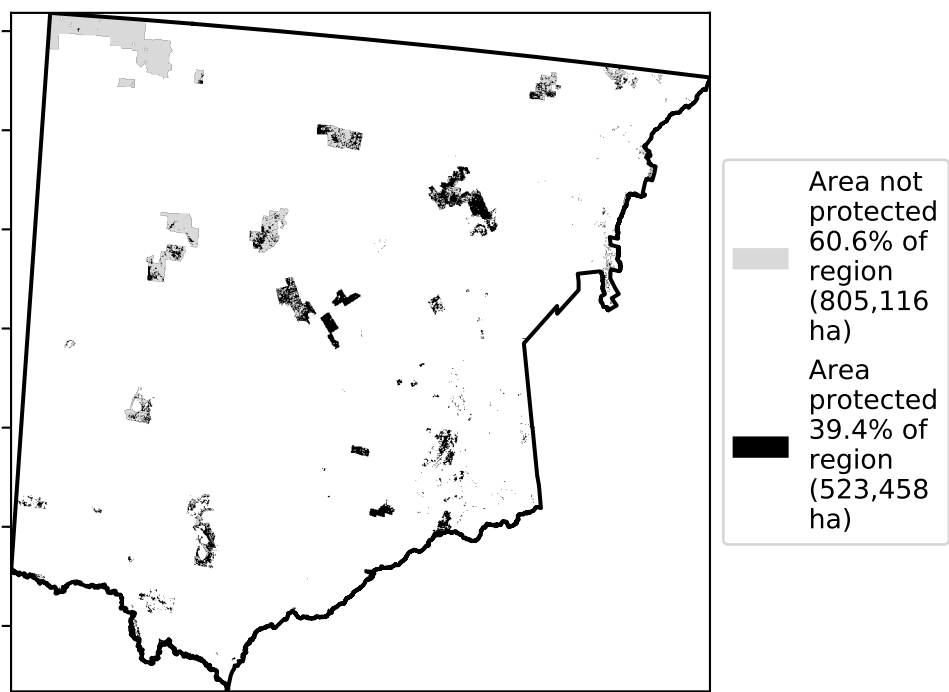 Area not
protected
60.6% of
region
(805,116
ha)
Area
protected
39.4% of
region
(523,458
ha)